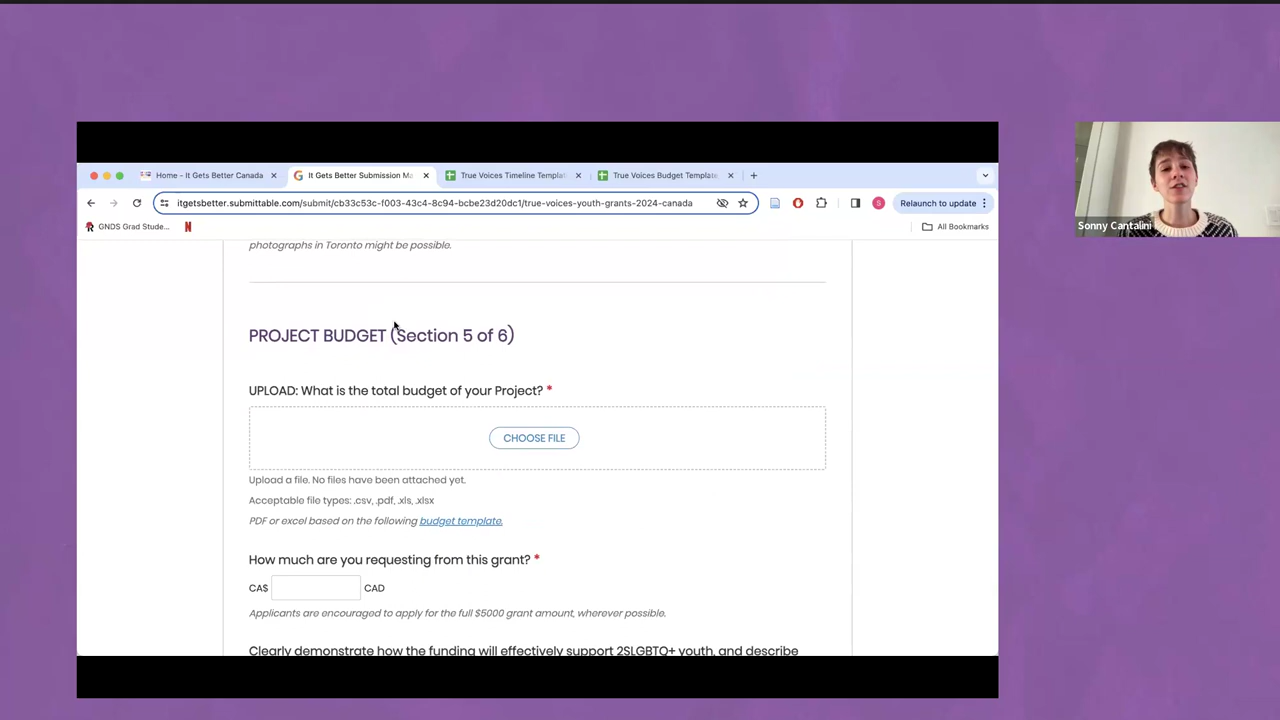 Home - It Gets Better Canada
It Gets Better Submission Ma
True Voices Timeline Templat
True Voices Budget Template
itgetsbetter.submittable.com/submit/cb33c53c-f003-43c4-8c94-bcbe23d20dc1/true-voices-youth-grants-2024-canada
S
Relaunch to update
GNDS Grad Stude...
All Bookmarks
photographs in Toronto might be possible.
PROJECT BUDGET (Section 5 of 6)
UPLOAD: What is the total budget of your Project? *
CHOOSE FILE
Upload a file. No files have been attached yet.
Acceptable file types: .csv, .pdf, .xls, .xlsx
PDF or excel based on the following budget template.
How much are you requesting from this grant? *
CA$ CAD
Applicants are encouraged to apply for the full $5000 grant amount, wherever possible.
Clearly demonstrate how the funding will effectively support 2SLGBTQ+ youth, and describe
Sonny Cantalini